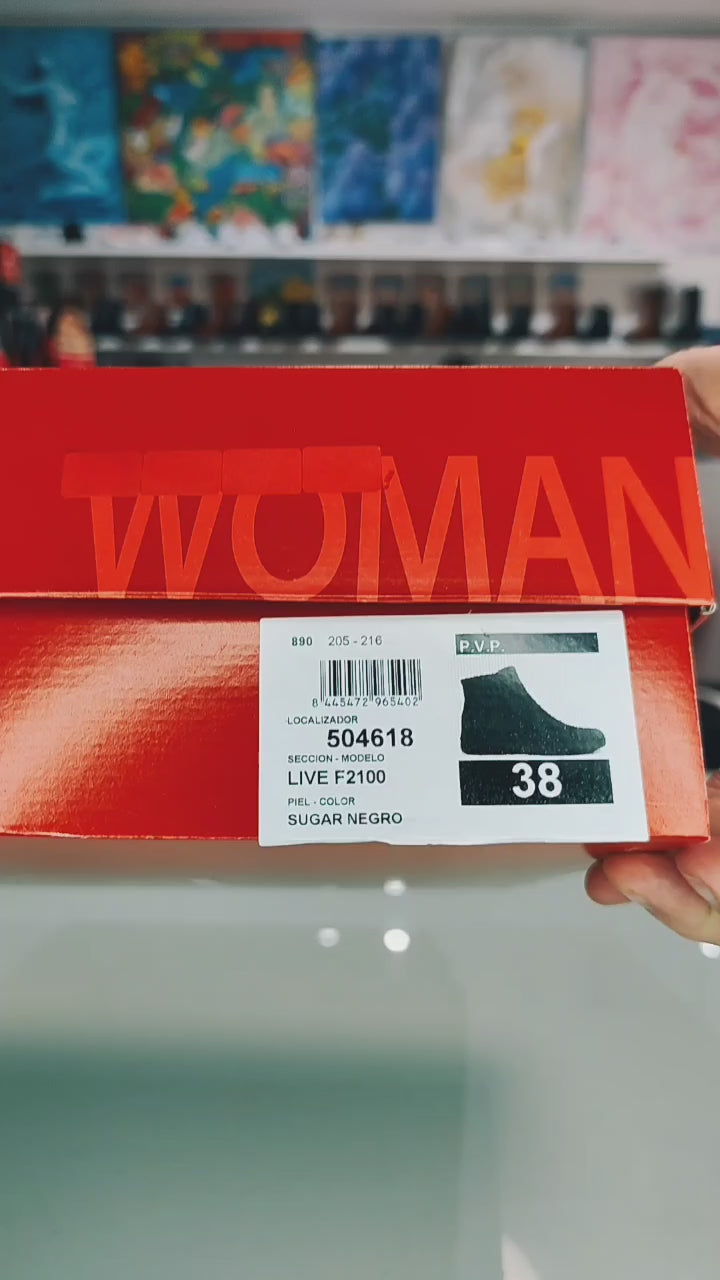 WOMAN
890 205 - 216
P.V.P.
8 445472 965402
LOCALIZADOR
504618
SECCION - MODELO
LIVE F2100
38
PIEL - COLOR
SUGAR NEGRO